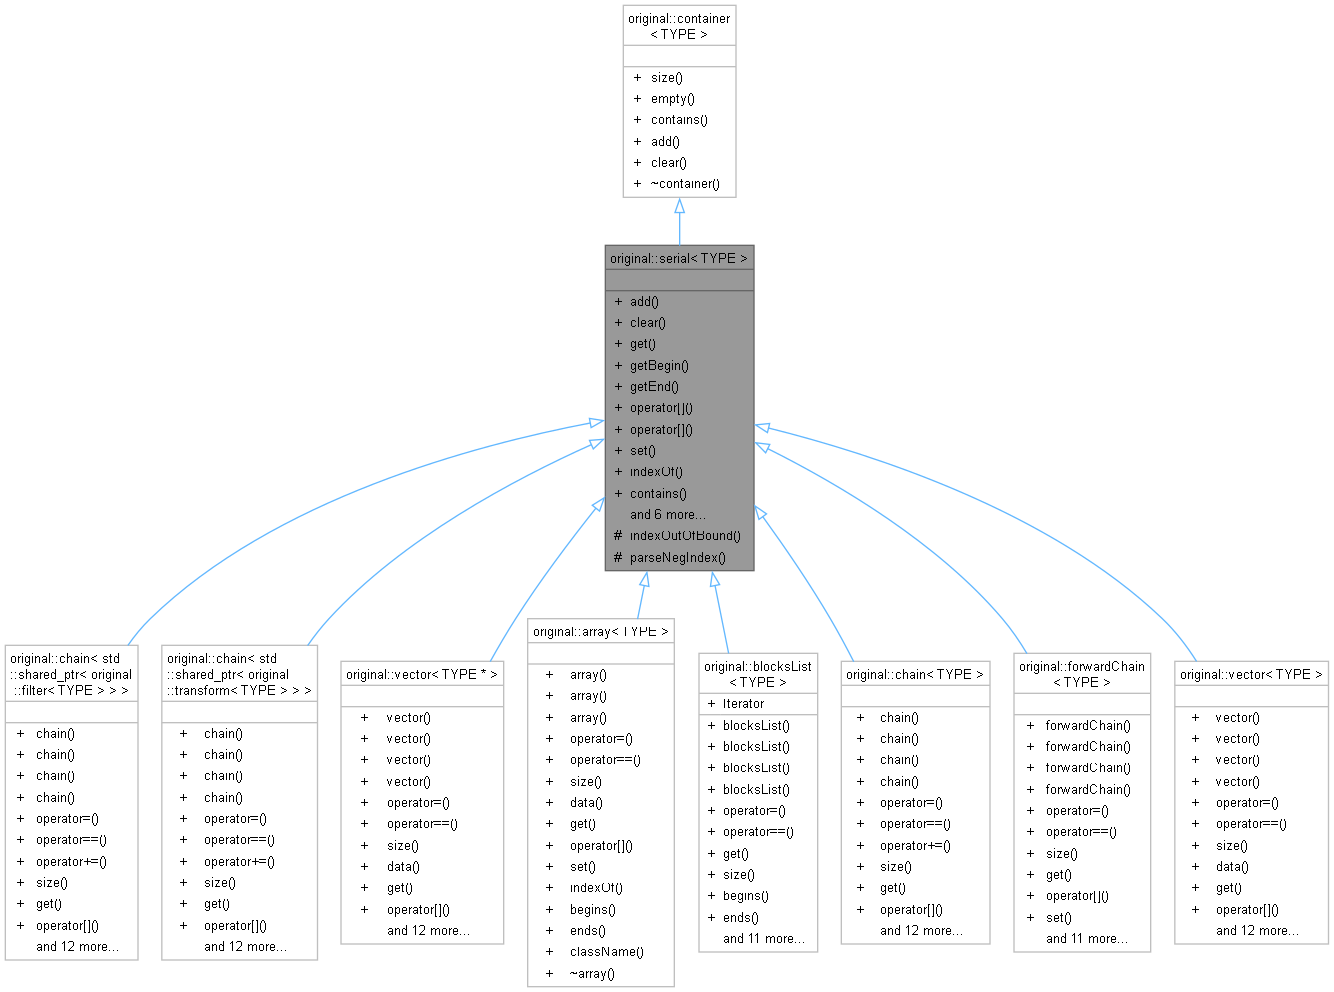 original::container
< TYPE >
+ size()
+ empty()
+ contains()
+ add()
+ clear()
+ ~container()
original::serial< TYPE >
+ add()
+ clear()
+ get()
+ getBegin()
+ getEnd()
+ operator[]()
+ operator[]()
+ set()
+ indexOf()
+ contains()
and 6 more...
# indexOutOfBound()
# parseNegIndex()
original::chain< std
::shared_ptr< original
::filter< TYPE > > >
+ chain()
+ chain()
+ chain()
+ chain()
+ operator=()
+ operator==()
+ operator+=()
+ size()
+ get()
+ operator[]()
and 12 more...
original::chain< std
::shared_ptr< original
::transform< TYPE > > >
+ chain()
+ chain()
+ chain()
+ chain()
+ operator=()
+ operator==()
+ operator+=()
+ size()
+ get()
+ operator[]()
and 12 more...
original::vector< TYPE * >
+ vector()
+ vector()
+ vector()
+ vector()
+ operator=()
+ operator==()
+ size()
+ data()
+ get()
+ operator[]()
and 12 more...
original::array< TYPE >
+ array()
+ array()
+ array()
+ operator=()
+ operator==()
+ size()
+ data()
+ get()
+ operator[]()
+ set()
+ indexOf()
+ begins()
+ ends()
+ className()
+ ~array()
original::blocksList
< TYPE >
+ Iterator
+ blocksList()
+ blocksList()
+ blocksList()
+ blocksList()
+ operator=()
+ operator==()
+ get()
+ size()
+ begins()
+ ends()
and 11 more...
original::chain< TYPE >
+ chain()
+ chain()
+ chain()
+ chain()
+ operator=()
+ operator==()
+ operator+=()
+ size()
+ get()
+ operator[]()
and 12 more...
original::forwardChain
< TYPE >
+ forwardChain()
+ forwardChain()
+ forwardChain()
+ forwardChain()
+ operator=()
+ operator==()
+ size()
+ get()
+ operator[]()
+ set()
and 11 more...
original::vector< TYPE >
+ vector()
+ vector()
+ vector()
+ vector()
+ operator=()
+ operator==()
+ size()
+ data()
+ get()
+ operator[]()
and 12 more...